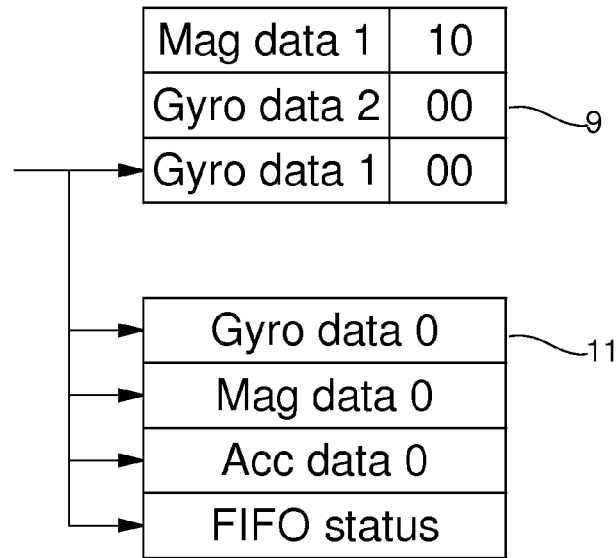 Mag data 1 10
Gyro data 2 00
9
Gyro data 1 00
Gyro data 0
11
Mag data 0
Acc data 0
FIFO status